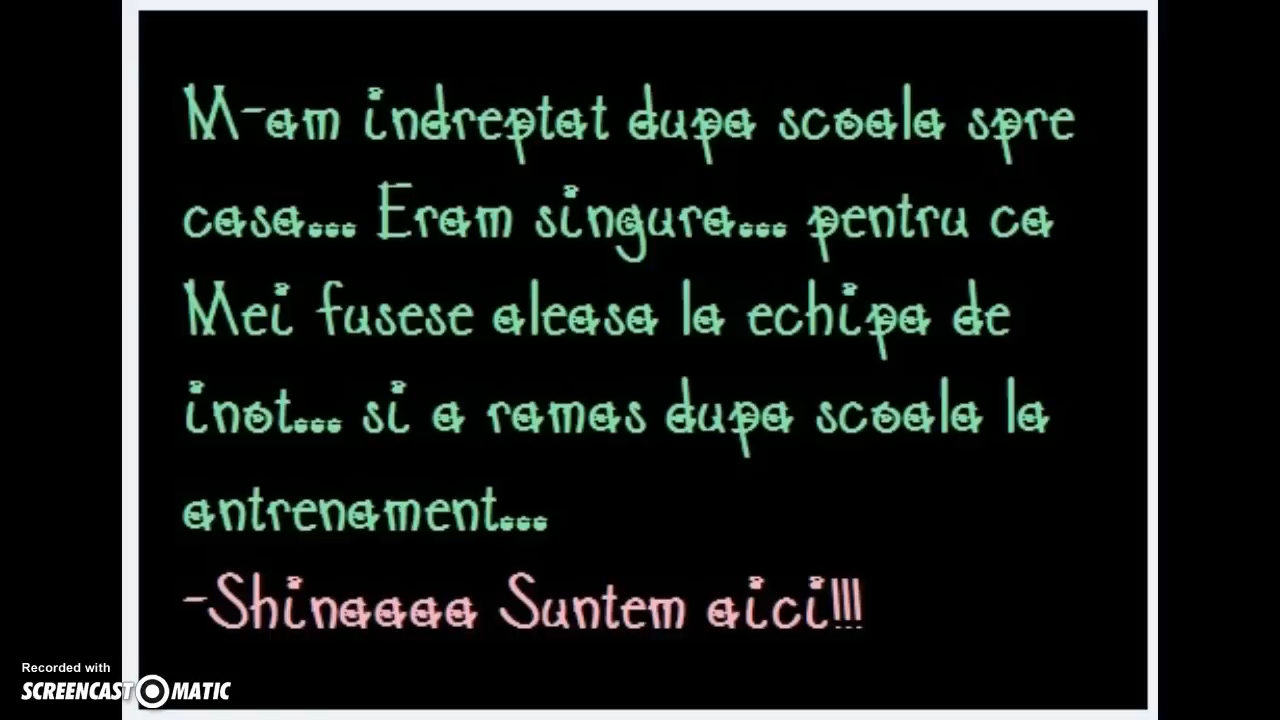 M-am indreptat dupa scoala spre
casa... Eram singura... pentru ca
Mei fusese aleasa la echipa de
inot... si a ramas dupa scoala la
antrenament...
-Shinaaaa Suntem aici!!!
Recorded with
SCREENCAST O MATIC